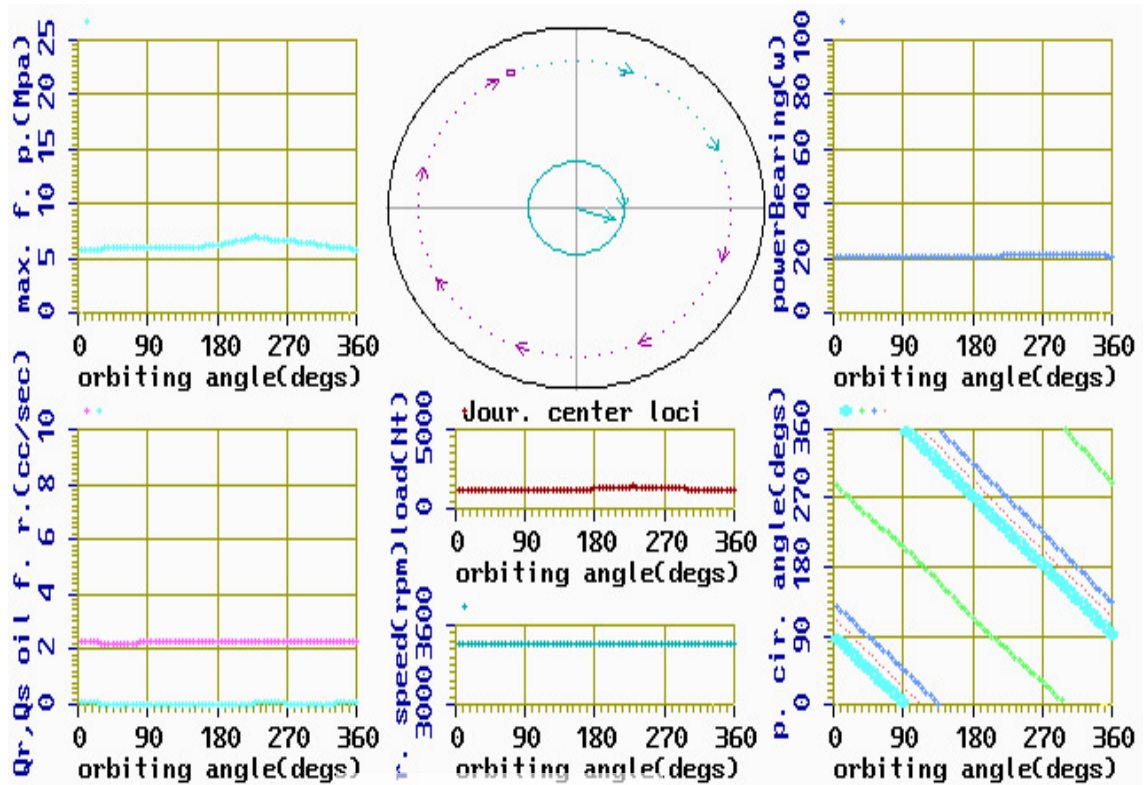 max. f. p.(Mpa)
25
20
15
10
5
0
0 90 180 270 360
orbiting angle(degs)
powerBearing(w)
100
80
60
40
20
0
0 90 180 270 360
orbiting angle(degs)
Qr,Qs oil f. r.(cc/sec)
10
8
6
4
2
0
0 90 180 270 360
orbiting angle(degs)
Jour. center loci
load(Nt)
5000
0
0 90 180 270 360
orbiting angle(degs)
r. speed(rpm)
3600
3000
0 90 180 270 360
orbiting angle(degs)
p. cir. angle(degs)
360
270
180
90
0
0 90 180 270 360
orbiting angle(degs)